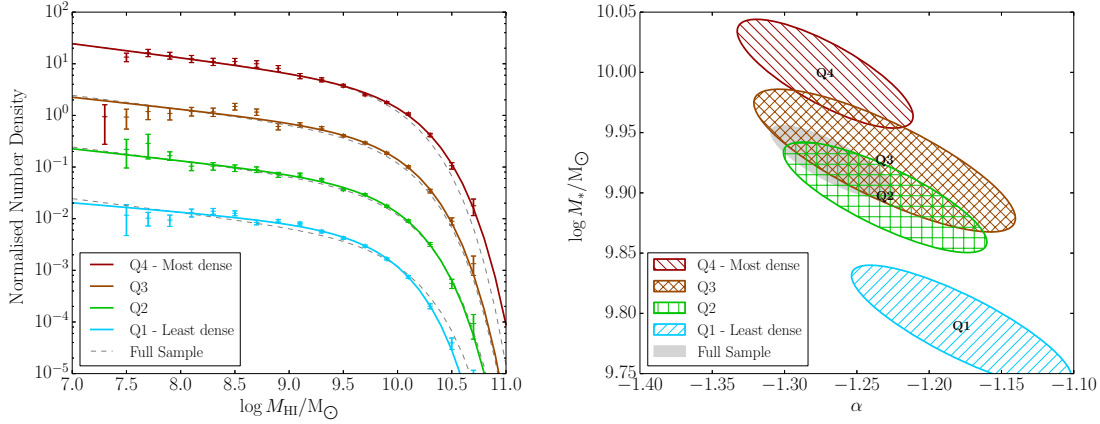 10^2
10^1
10^0
10^{-1}
10^{-2}
10^{-3}
10^{-4}
10^{-5}
Normalised Number Density
Q4 - Most dense
Q3
Q2
Q1 - Least dense
Full Sample
7.0 7.5 8.0 8.5 9.0 9.5 10.0 10.5 11.0
log M_HI/M_⊙
10.05
10.00
9.95
9.90
9.85
9.80
9.75
log M_*/M_⊙
Q4
Q3
Q2
Q1
Q4 - Most dense
Q3
Q2
Q1 - Least dense
Full Sample
−1.40 −1.35 −1.30 −1.25 −1.20 −1.15 −1.10
α